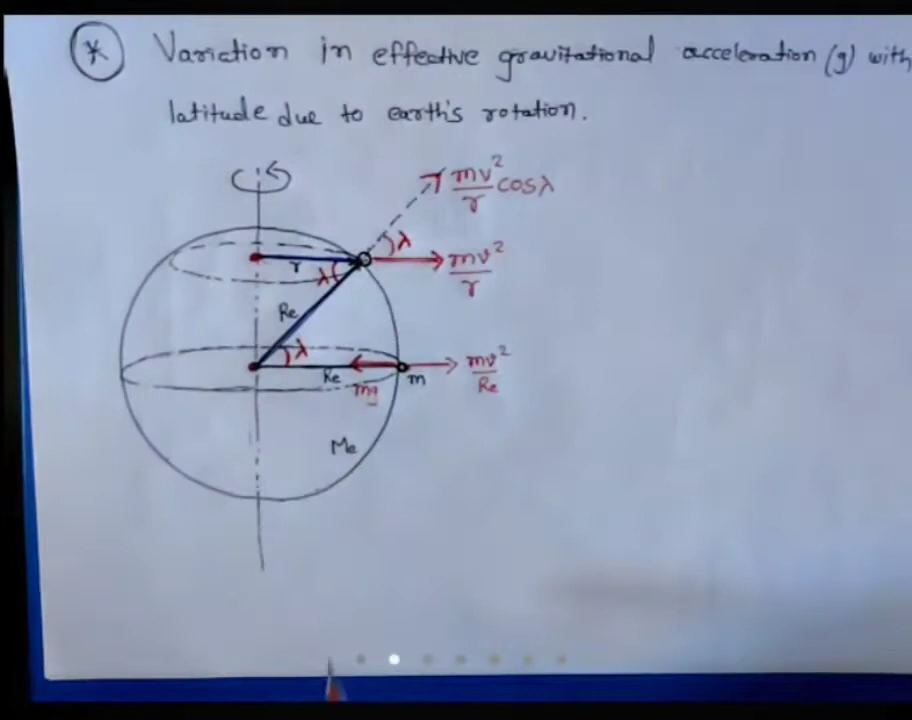 * Variction in effective gravitational acceleration (g) with
latitude due to earth's rotation.
mv²/r cosλ
λ
mv²/r
r
λ
Re
λ
Re
mg
m
mv²/Re
Me